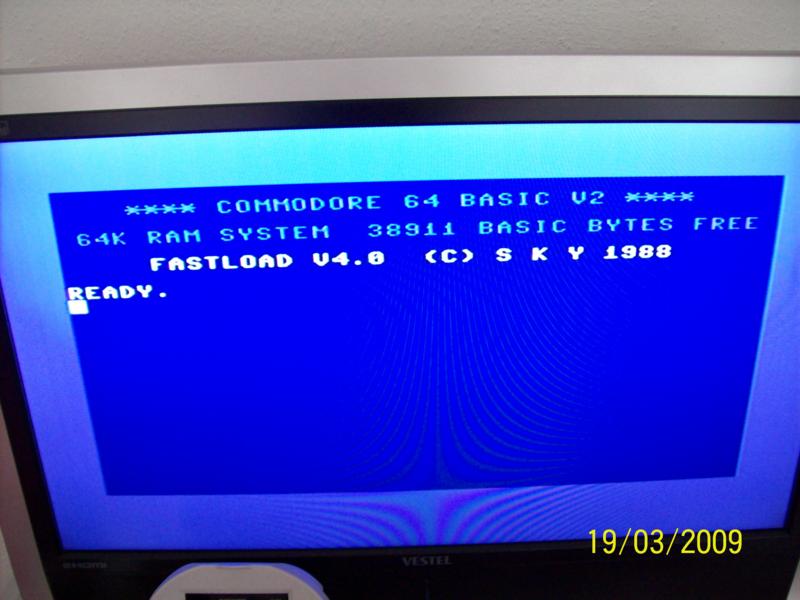 **** COMMODORE 64 BASIC V2 ****
64K RAM SYSTEM 38911 BASIC BYTES FREE
FASTLOAD V4.0 (C) S K Y 1988
READY.
19/03/2009
HDMI
VESTEL